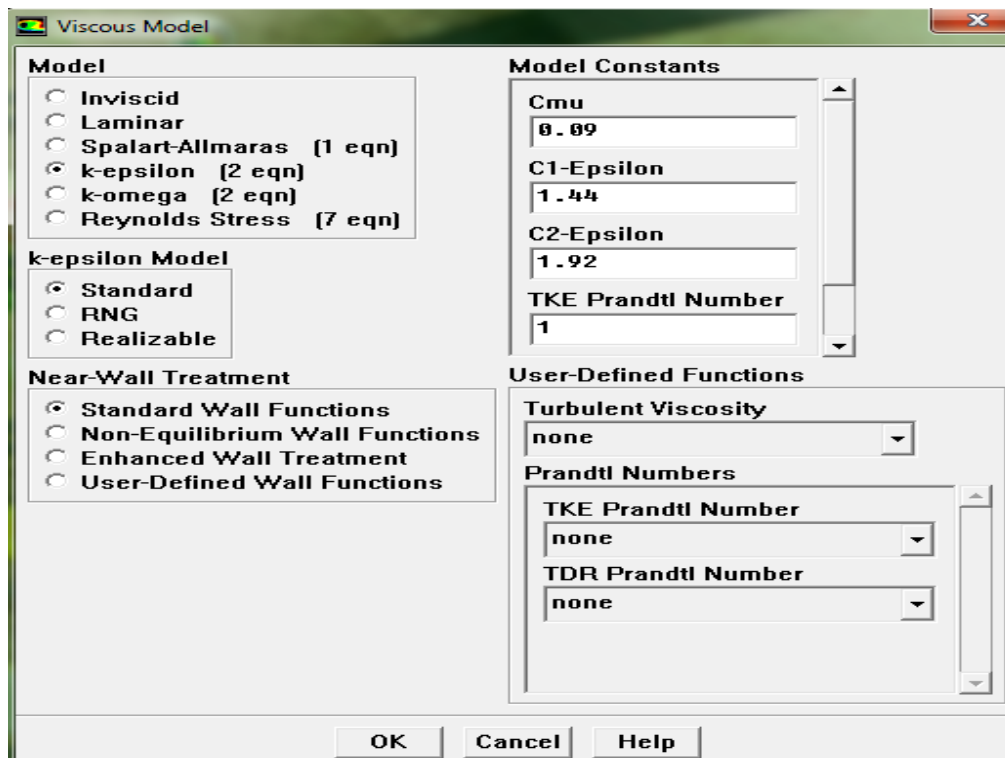 Viscous Model
Model
Inviscid
Laminar
Spalart-Allmaras (1 eqn)
k-epsilon (2 eqn)
k-omega (2 eqn)
Reynolds Stress (7 eqn)
k-epsilon Model
Standard
RNG
Realizable
Near-Wall Treatment
Standard Wall Functions
Non-Equilibrium Wall Functions
Enhanced Wall Treatment
User-Defined Wall Functions
Model Constants
Cmu
0.09
C1-Epsilon
1.44
C2-Epsilon
1.92
TKE Prandtl Number
1
User-Defined Functions
Turbulent Viscosity
none
Prandtl Numbers
TKE Prandtl Number
none
TDR Prandtl Number
none
OK Cancel Help